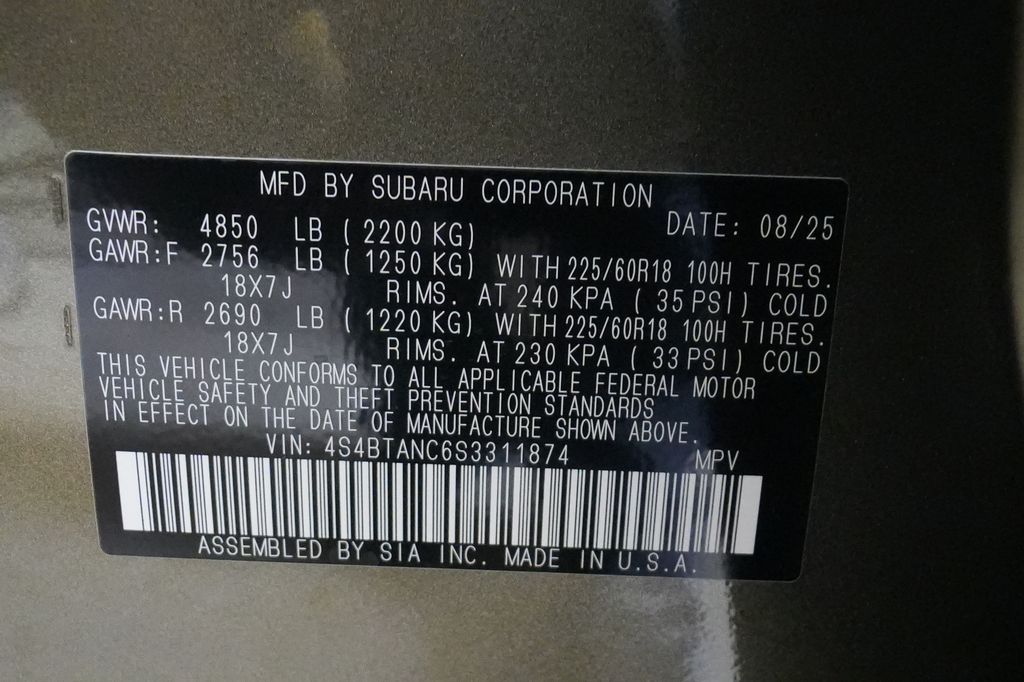 MFD BY SUBARU CORPORATION
DATE: 08/25
GVWR: 4850 LB ( 2200 KG)
GAWR:F 2756 LB ( 1250 KG) WITH 225/60R18 100H TIRES.
18X7J RIMS. AT 240 KPA ( 35 PSI) COLD
GAWR:R 2690 LB ( 1220 KG) WITH 225/60R18 100H TIRES.
18X7J RIMS. AT 230 KPA ( 33 PSI) COLD
THIS VEHICLE CONFORMS TO ALL APPLICABLE FEDERAL MOTOR
VEHICLE SAFETY AND THEFT PREVENTION STANDARDS
IN EFFECT ON THE DATE OF MANUFACTURE SHOWN ABOVE.
VIN: 4S4BTANC6S3311874 MPV
ASSEMBLED BY SIA INC. MADE IN U.S.A.